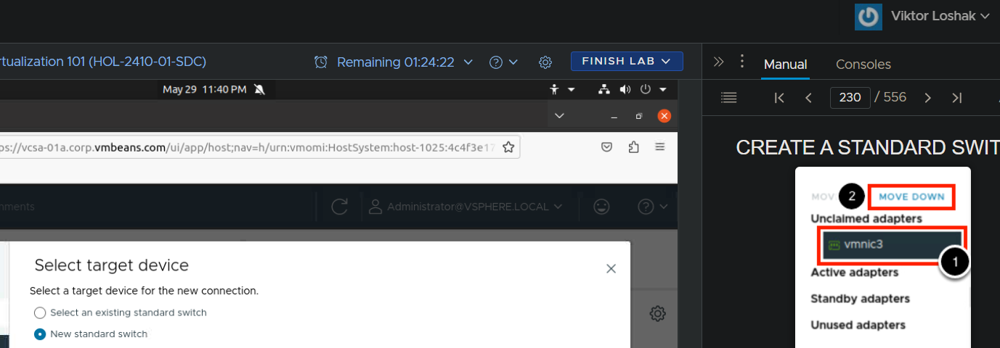 Viktor Loshak
rtualization 101 (HOL-2410-01-SDC)
Remaining 01:24:22
FINISH LAB
Manual
Consoles
May 29 11:40 PM
230 / 556
ps://vcsa-01a.corp.vmbeans.com/ui/app/host;nav=h/urn:vmomi:HostSystem:host-1025:4c4f3e17
CREATE A STANDARD SWIT
MOV
2
MOVE DOWN
nments
Administrator@VSPHERE.LOCAL
Unclaimed adapters
vmnic3
1
Select target device
Active adapters
Select a target device for the new connection.
Standby adapters
Select an existing standard switch
Unused adapters
New standard switch